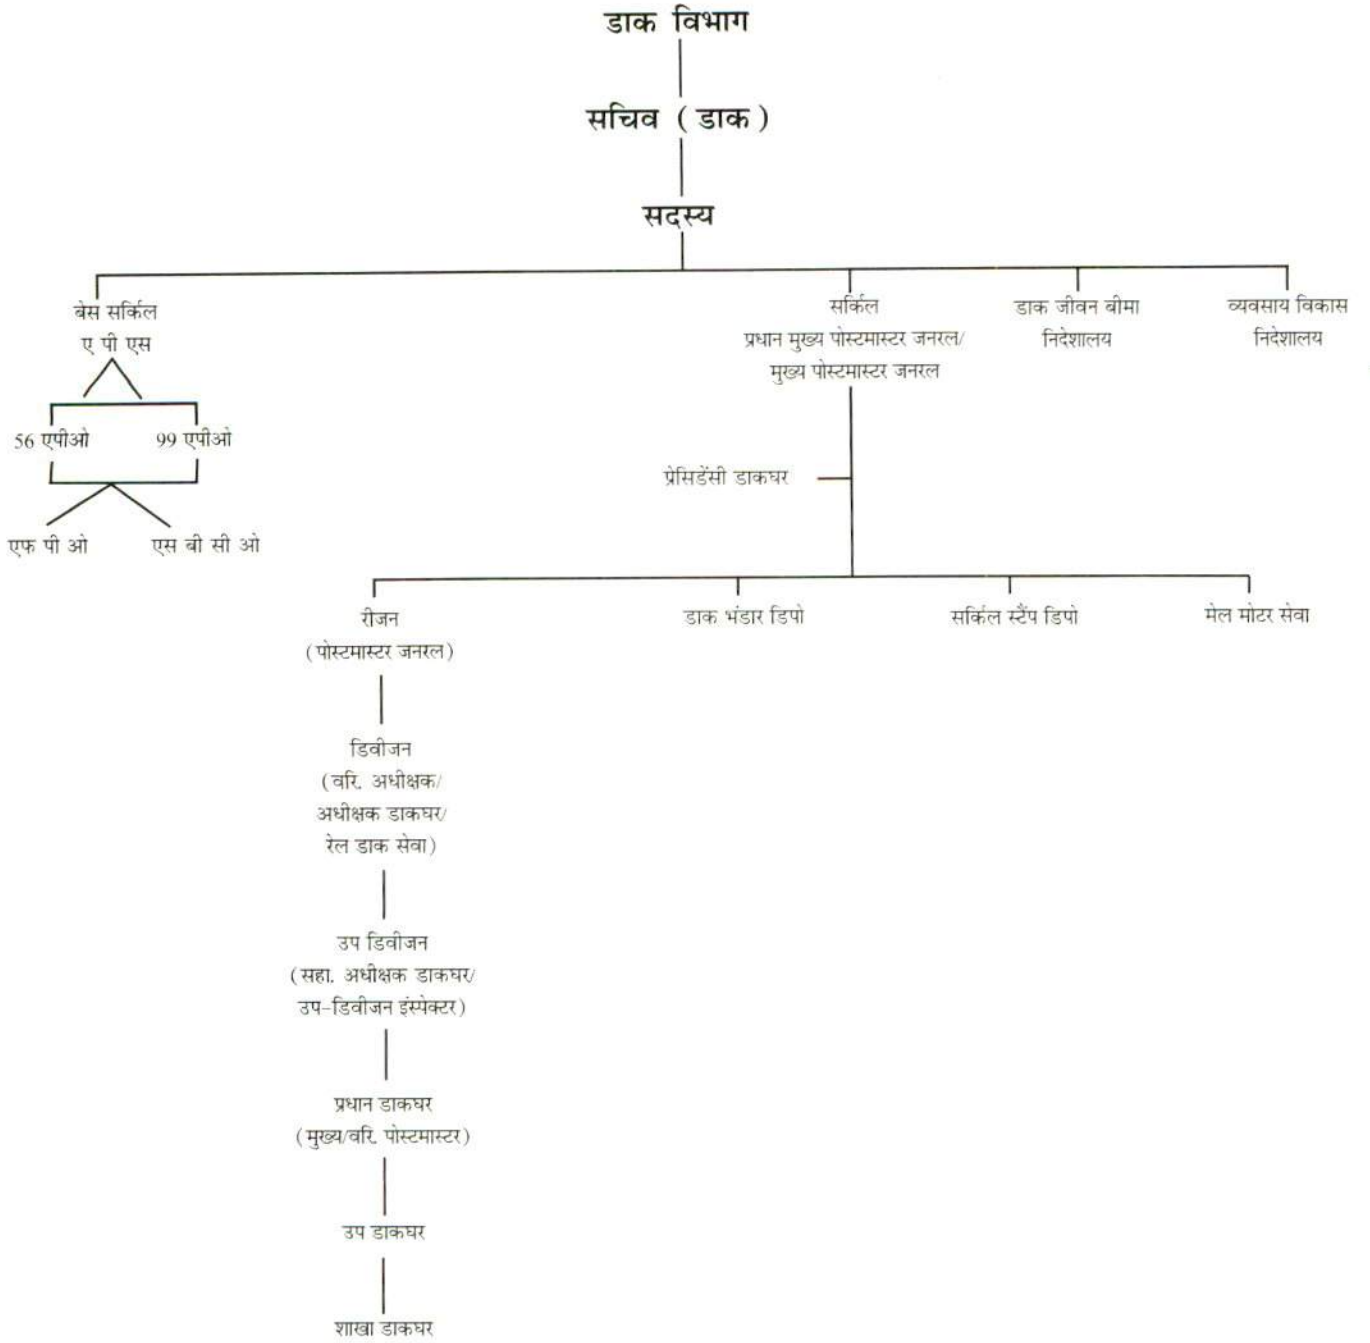 डाक विभाग
सचिव (डाक)
सदस्य
बेस सर्किल
ए पी एस
56 एपीओ
99 एपीओ
एफ पी ओ
एस बी सी ओ
सर्किल
प्रधान मुख्य पोस्टमास्टर जनरल/
मुख्य पोस्टमास्टर जनरल
डाक जीवन बीमा
निदेशालय
व्यवसाय विकास
निदेशालय
प्रेसिडेंसी डाकघर
रीजन
(पोस्टमास्टर जनरल)
डाक भंडार डिपो
सर्किल स्टैंप डिपो
मेल मोटर सेवा
डिवीजन
(वरि. अधीक्षक/
अधीक्षक डाकघर/
रेल डाक सेवा)
उप डिवीजन
(सहा. अधीक्षक डाकघर/
उप-डिवीजन इंस्पेक्टर)
प्रधान डाकघर
(मुख्य/वरि. पोस्टमास्टर)
उप डाकघर
शाखा डाकघर